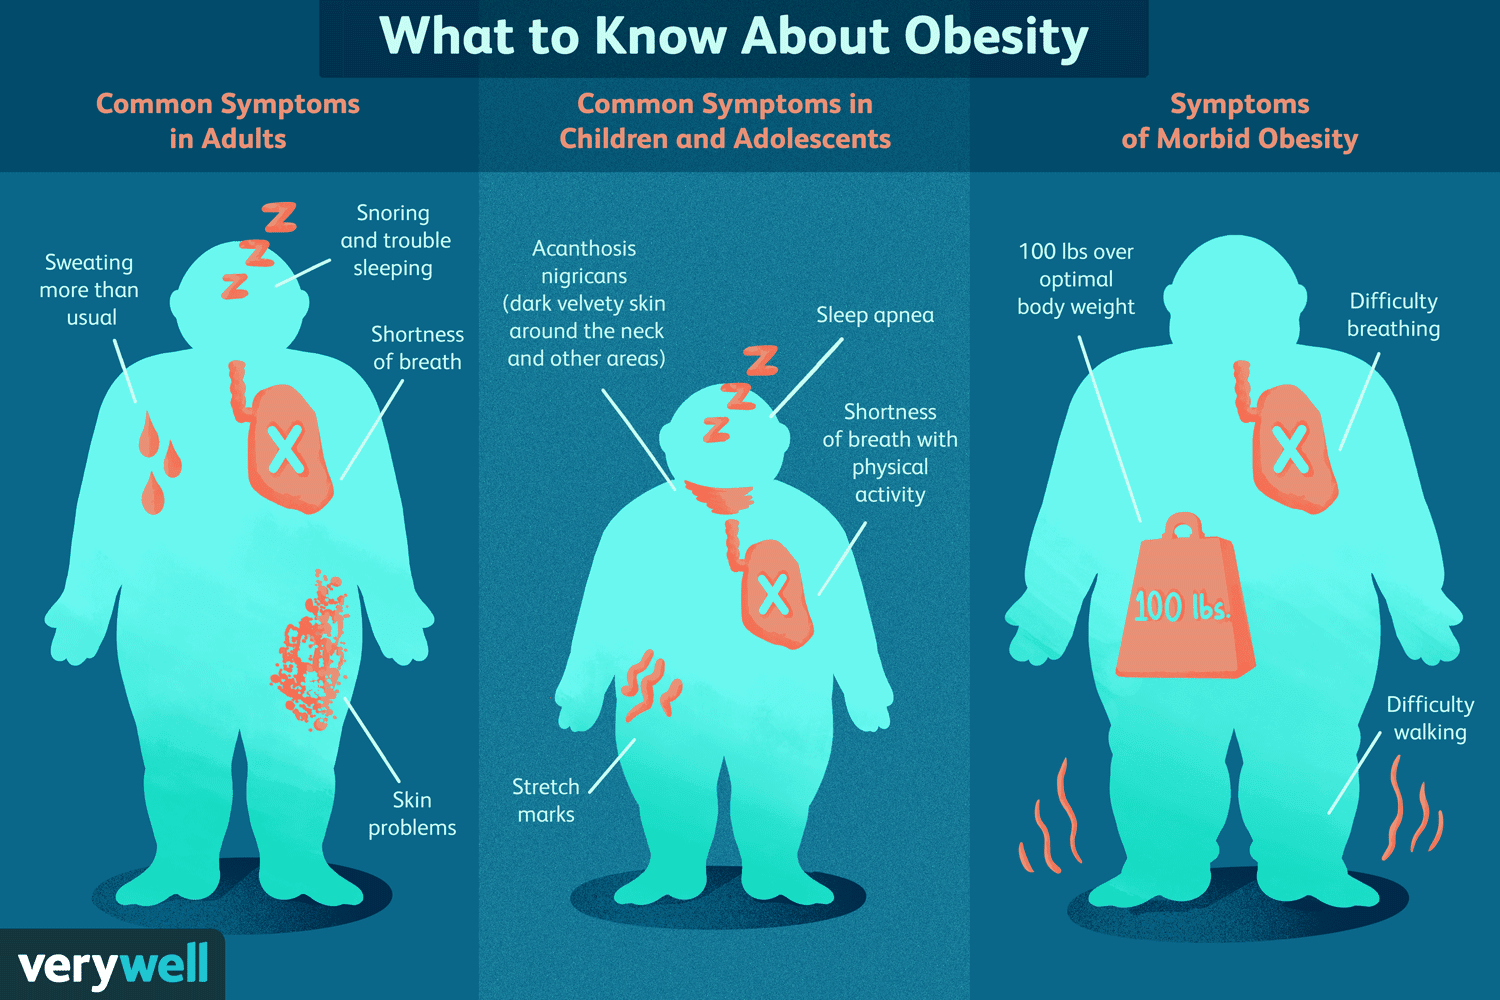 What to Know About Obesity
Common Symptoms
in Adults
Z
Z
Z
Snoring
and trouble
sleeping
Sweating
more than
usual
Shortness
of breath
X
Skin
problems
Common Symptoms in
Children and Adolescents
Acanthosis
nigricans
(dark velvety skin
around the neck
and other areas)
Sleep apnea
Z
Z
Z
Shortness
of breath with
physical
activity
X
Stretch
marks
Symptoms
of Morbid Obesity
100 lbs over
optimal
body weight
Difficulty
breathing
X
100 lbs.
Difficulty
walking
verywell